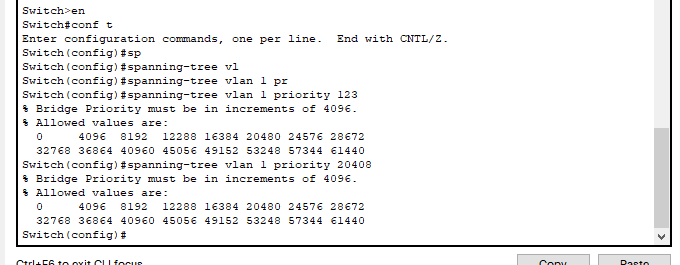 Switch>en
Switch#conf t
Enter configuration commands, one per line.  End with CNTL/Z.
Switch(config)#sp
Switch(config)#spanning-tree vl
Switch(config)#spanning-tree vlan 1 pr
Switch(config)#spanning-tree vlan 1 priority 123
% Bridge Priority must be in increments of 4096.
% Allowed values are:
  0     4096  8192  12288 16384 20480 24576 28672
  32768 36864 40960 45056 49152 53248 57344 61440
Switch(config)#spanning-tree vlan 1 priority 20408
% Bridge Priority must be in increments of 4096.
% Allowed values are:
  0     4096  8192  12288 16384 20480 24576 28672
  32768 36864 40960 45056 49152 53248 57344 61440
Switch(config)#
Ctrl+F6 to exit CLI focus
Copy
Paste